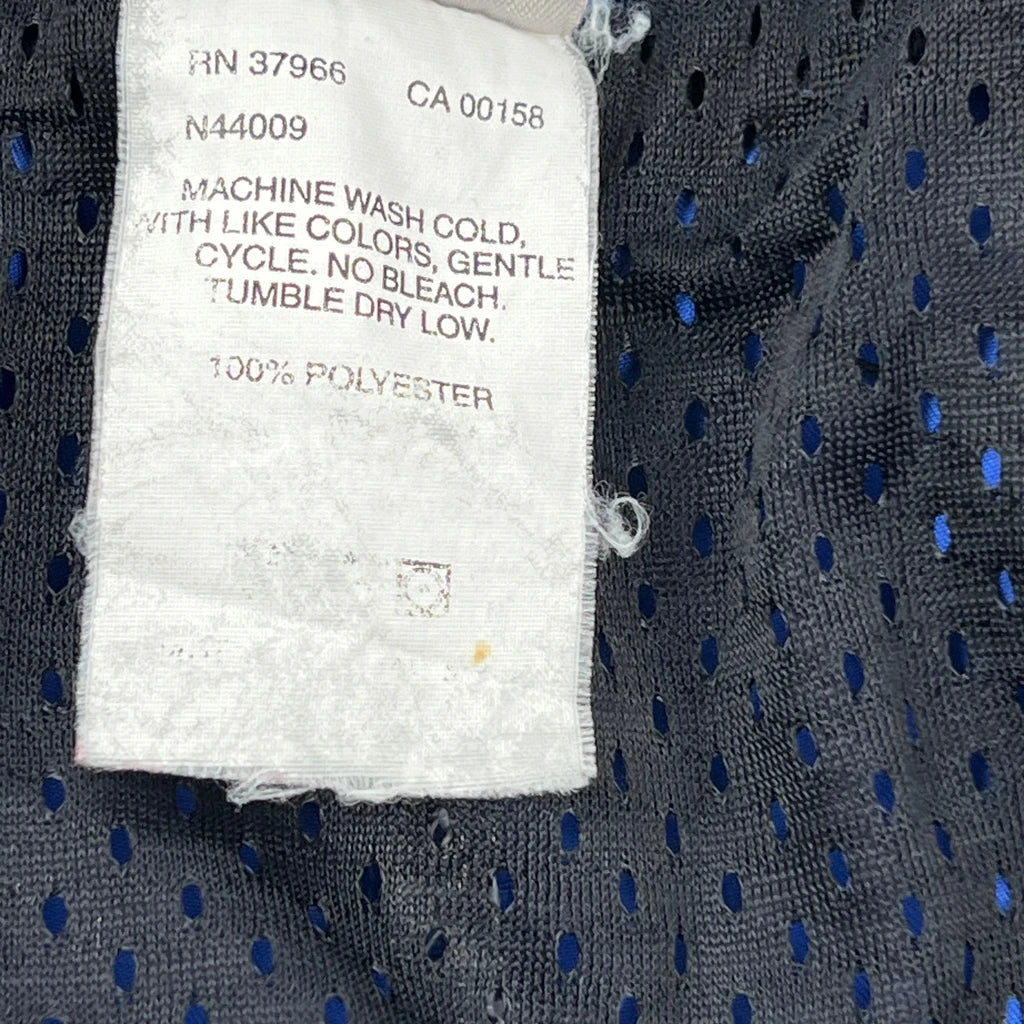 RN 37966 CA 00158
N44009
MACHINE WASH COLD,
WITH LIKE COLORS, GENTLE
CYCLE. NO BLEACH.
TUMBLE DRY LOW.
100% POLYESTER